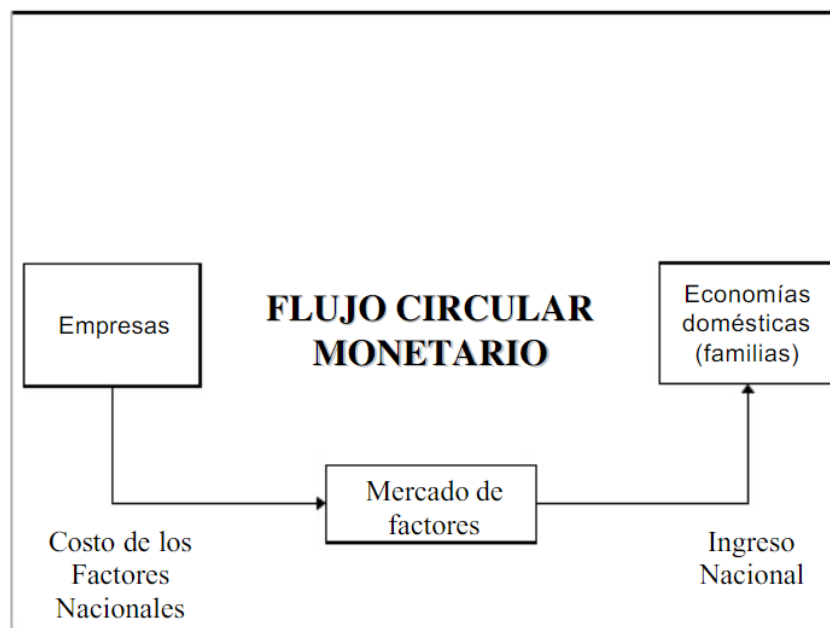 Empresas
FLUJO CIRCULAR
MONETARIO
Economías
domésticas
(familias)
Mercado de
factores
Costo de los
Factores
Nacionales
Ingreso
Nacional